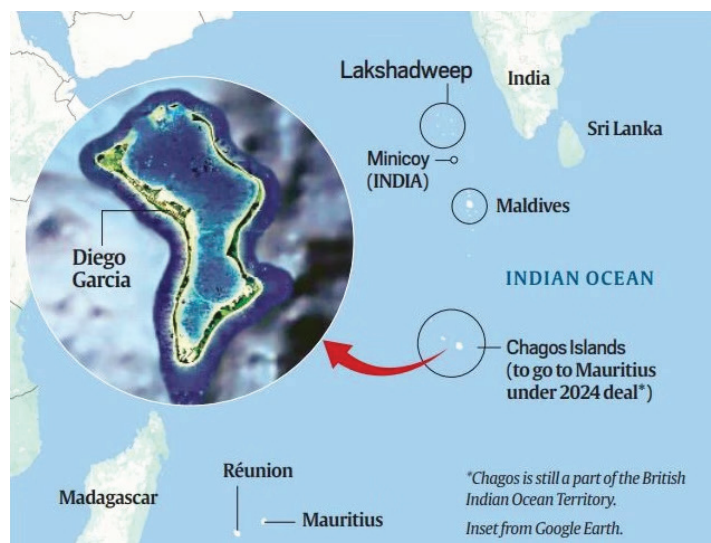 Lakshadweep
India
Sri Lanka
Minicoy
(INDIA)
Maldives
Diego
Garcia
INDIAN OCEAN
Chagos Islands
(to go to Mauritius
under 2024 deal*)
Réunion
Madagascar
Mauritius
*Chagos is still a part of the British
Indian Ocean Territory.
Inset from Google Earth.